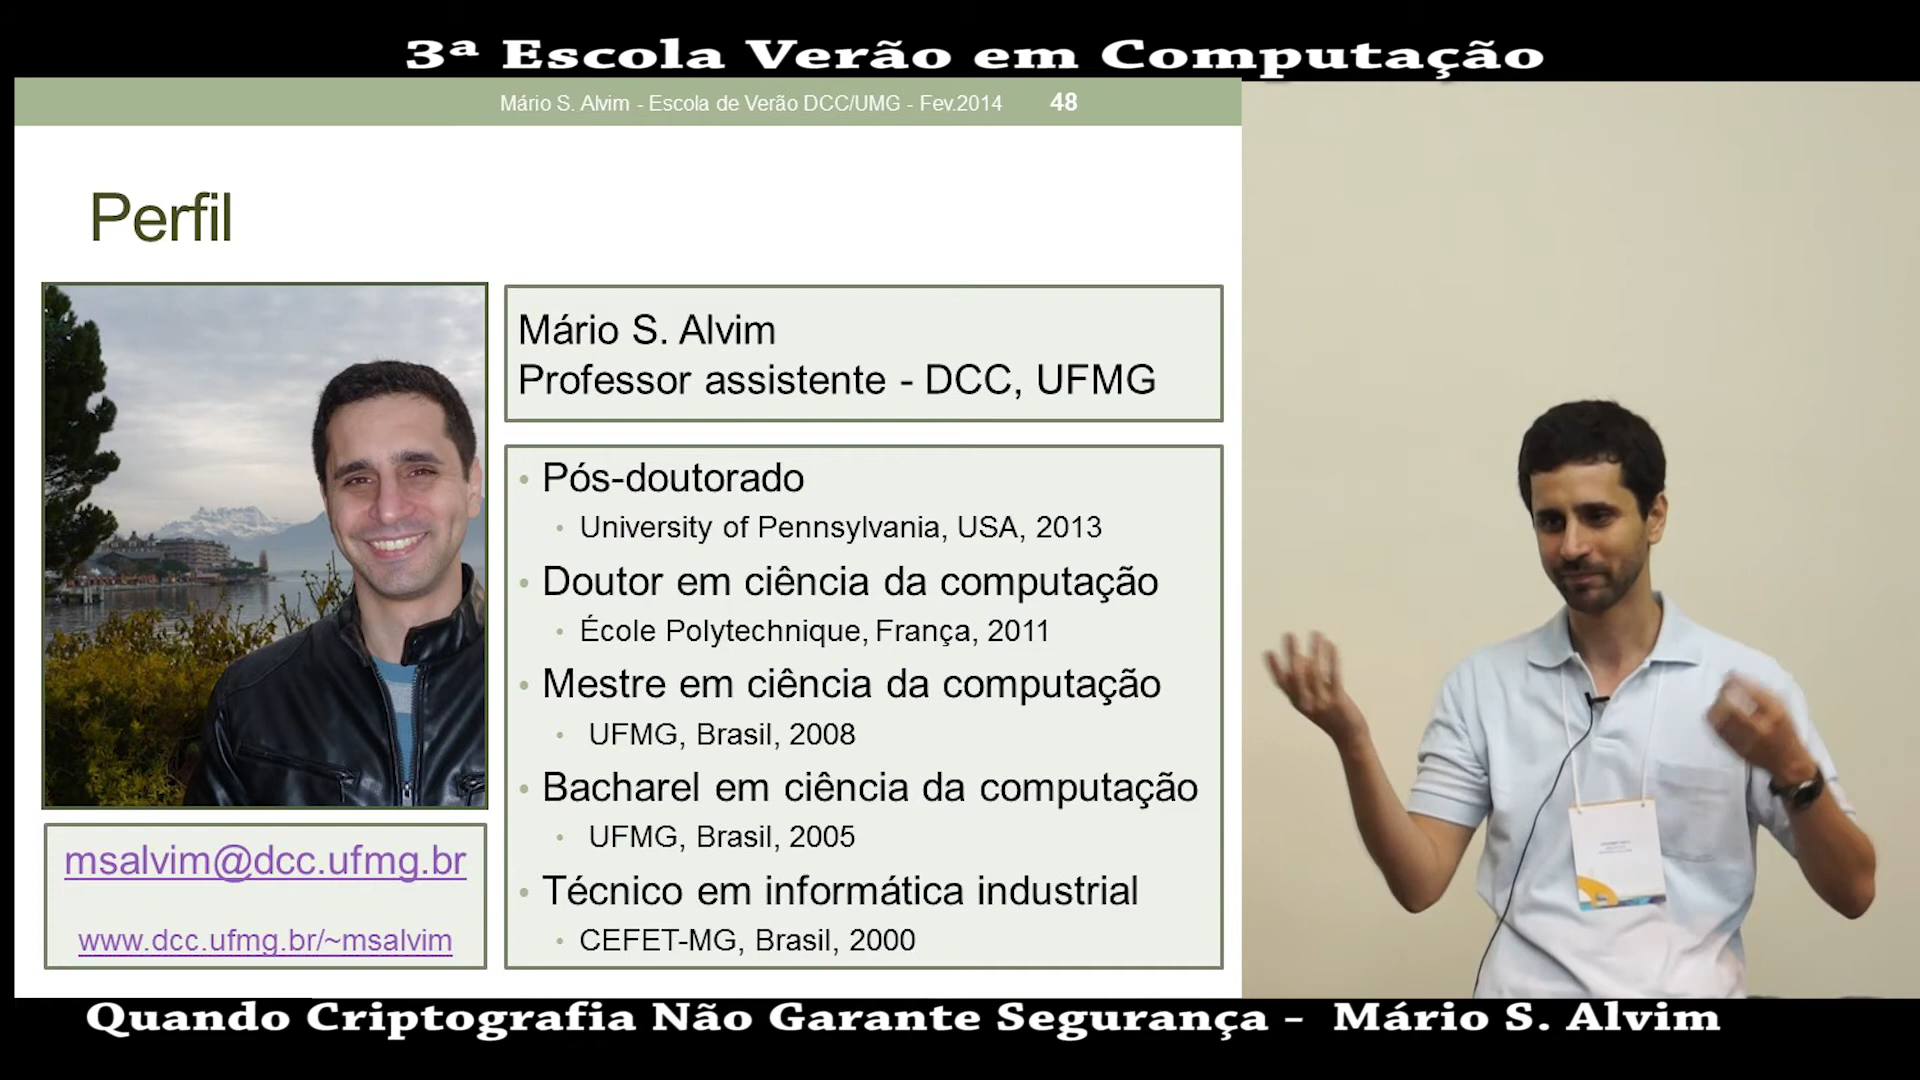 3ª Escola Verão em Computação
Mário S. Alvim - Escola de Verão DCC/UMG - Fev.2014 48
Perfil
Mário S. Alvim
Professor assistente - DCC, UFMG
• Pós-doutorado
• University of Pennsylvania, USA, 2013
• Doutor em ciência da computação
• École Polytechnique, França, 2011
• Mestre em ciência da computação
• UFMG, Brasil, 2008
• Bacharel em ciência da computação
• UFMG, Brasil, 2005
• Técnico em informática industrial
• CEFET-MG, Brasil, 2000
msalvim@dcc.ufmg.br
www.dcc.ufmg.br/~msalvim
Quando Criptografia Não Garante Segurança - Mário S. Alvim